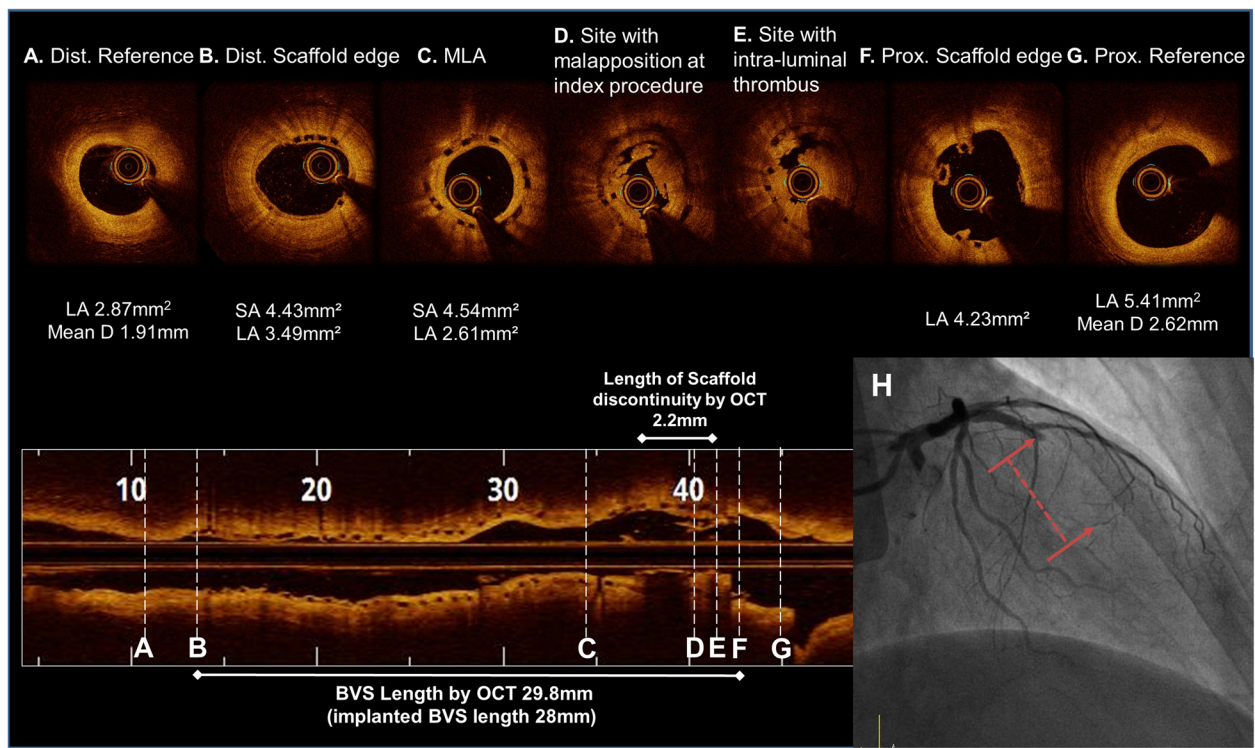 A. Dist. Reference
B. Dist. Scaffold edge
C. MLA
D. Site with
malapposition at
index procedure
E. Site with
intra-luminal
thrombus
F. Prox. Scaffold edge
G. Prox. Reference
LA 2.87mm²
Mean D 1.91mm
SA 4.43mm²
LA 3.49mm²
SA 4.54mm²
LA 2.61mm²
LA 4.23mm²
LA 5.41mm²
Mean D 2.62mm
Length of Scaffold
discontinuity by OCT
2.2mm
H
10 20 30 40
A B C D E F G
BVS Length by OCT 29.8mm
(implanted BVS length 28mm)